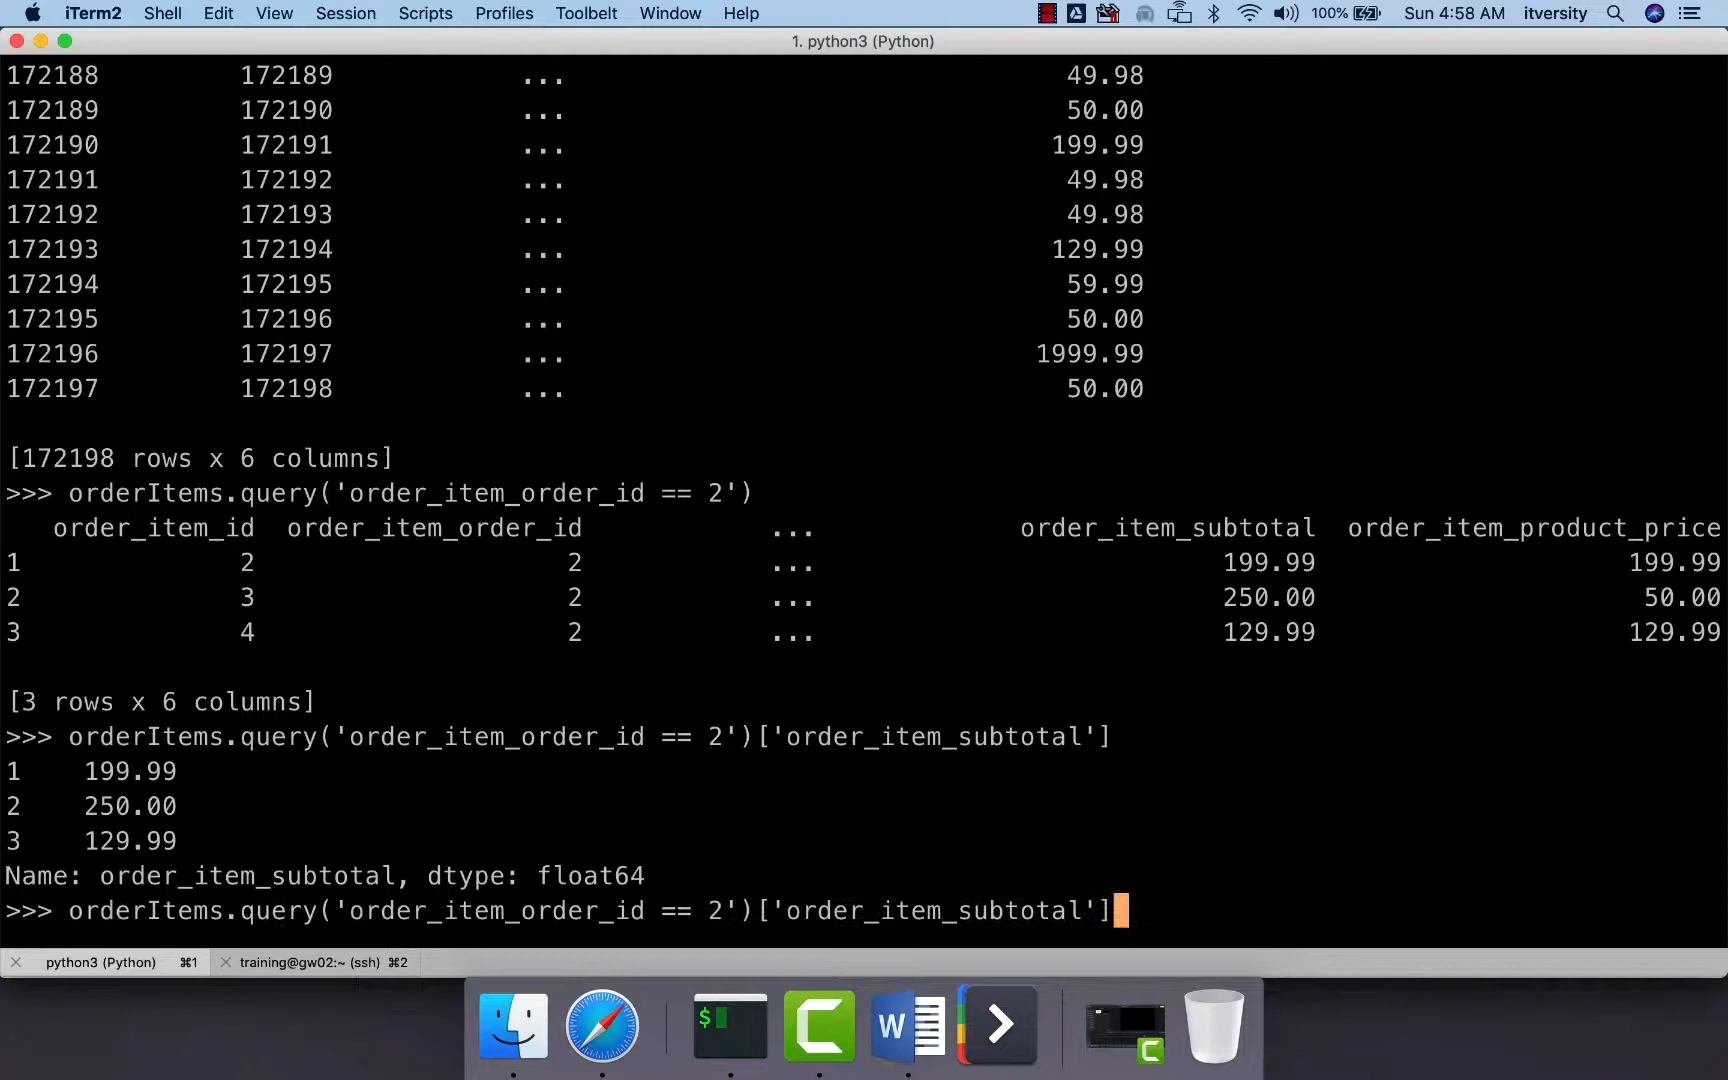 iTerm2 Shell Edit View Session Scripts Profiles Toolbelt Window Help 100% Sun 4:58 AM itversity
1. python3 (Python)
172188 172189 ... 49.98
172189 172190 ... 50.00
172190 172191 ... 199.99
172191 172192 ... 49.98
172192 172193 ... 49.98
172193 172194 ... 129.99
172194 172195 ... 59.99
172195 172196 ... 50.00
172196 172197 ... 1999.99
172197 172198 ... 50.00
[172198 rows x 6 columns]
>>> orderItems.query('order_item_order_id == 2')
order_item_id order_item_order_id ... order_item_subtotal order_item_product_price
1 2 2 ... 199.99 199.99
2 3 2 ... 250.00 50.00
3 4 2 ... 129.99 129.99
[3 rows x 6 columns]
>>> orderItems.query('order_item_order_id == 2')['order_item_subtotal']
1 199.99
2 250.00
3 129.99
Name: order_item_subtotal, dtype: float64
>>> orderItems.query('order_item_order_id == 2')['order_item_subtotal']
python3 (Python) ⌘1 training@gw02:~ (ssh) ⌘2
$
W